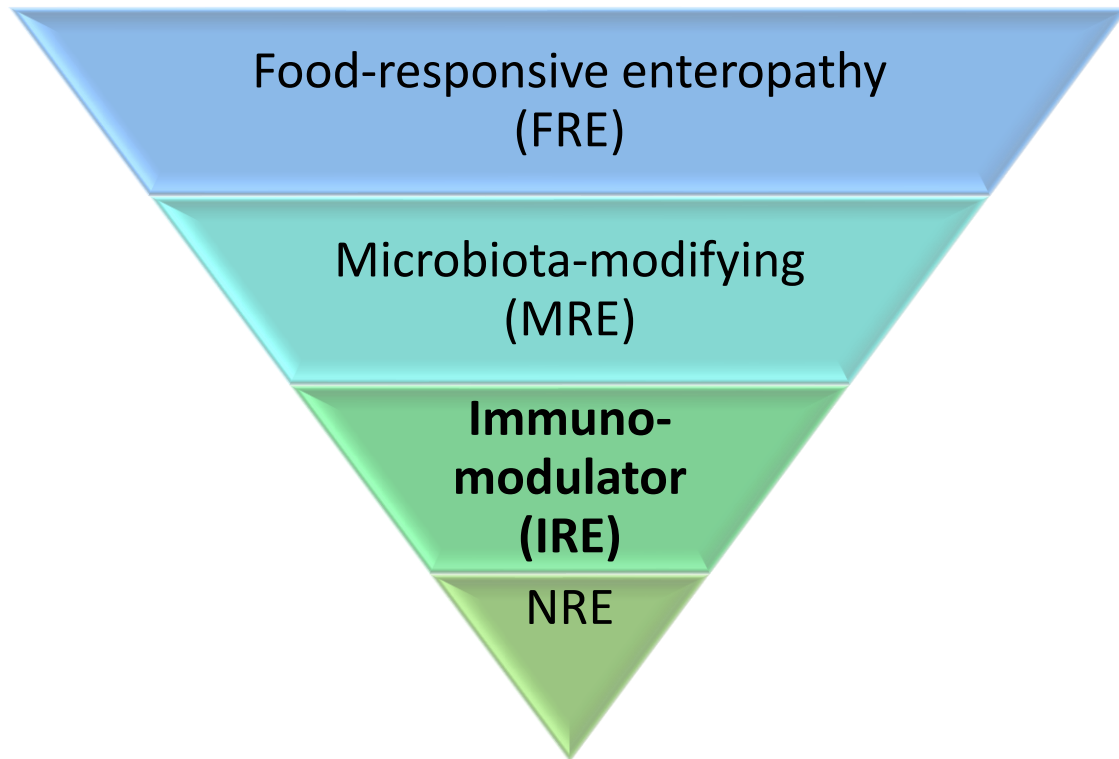 Food-responsive enteropathy
(FRE)
Microbiota-modifying
(MRE)
Immuno-
modulator
(IRE)
NRE